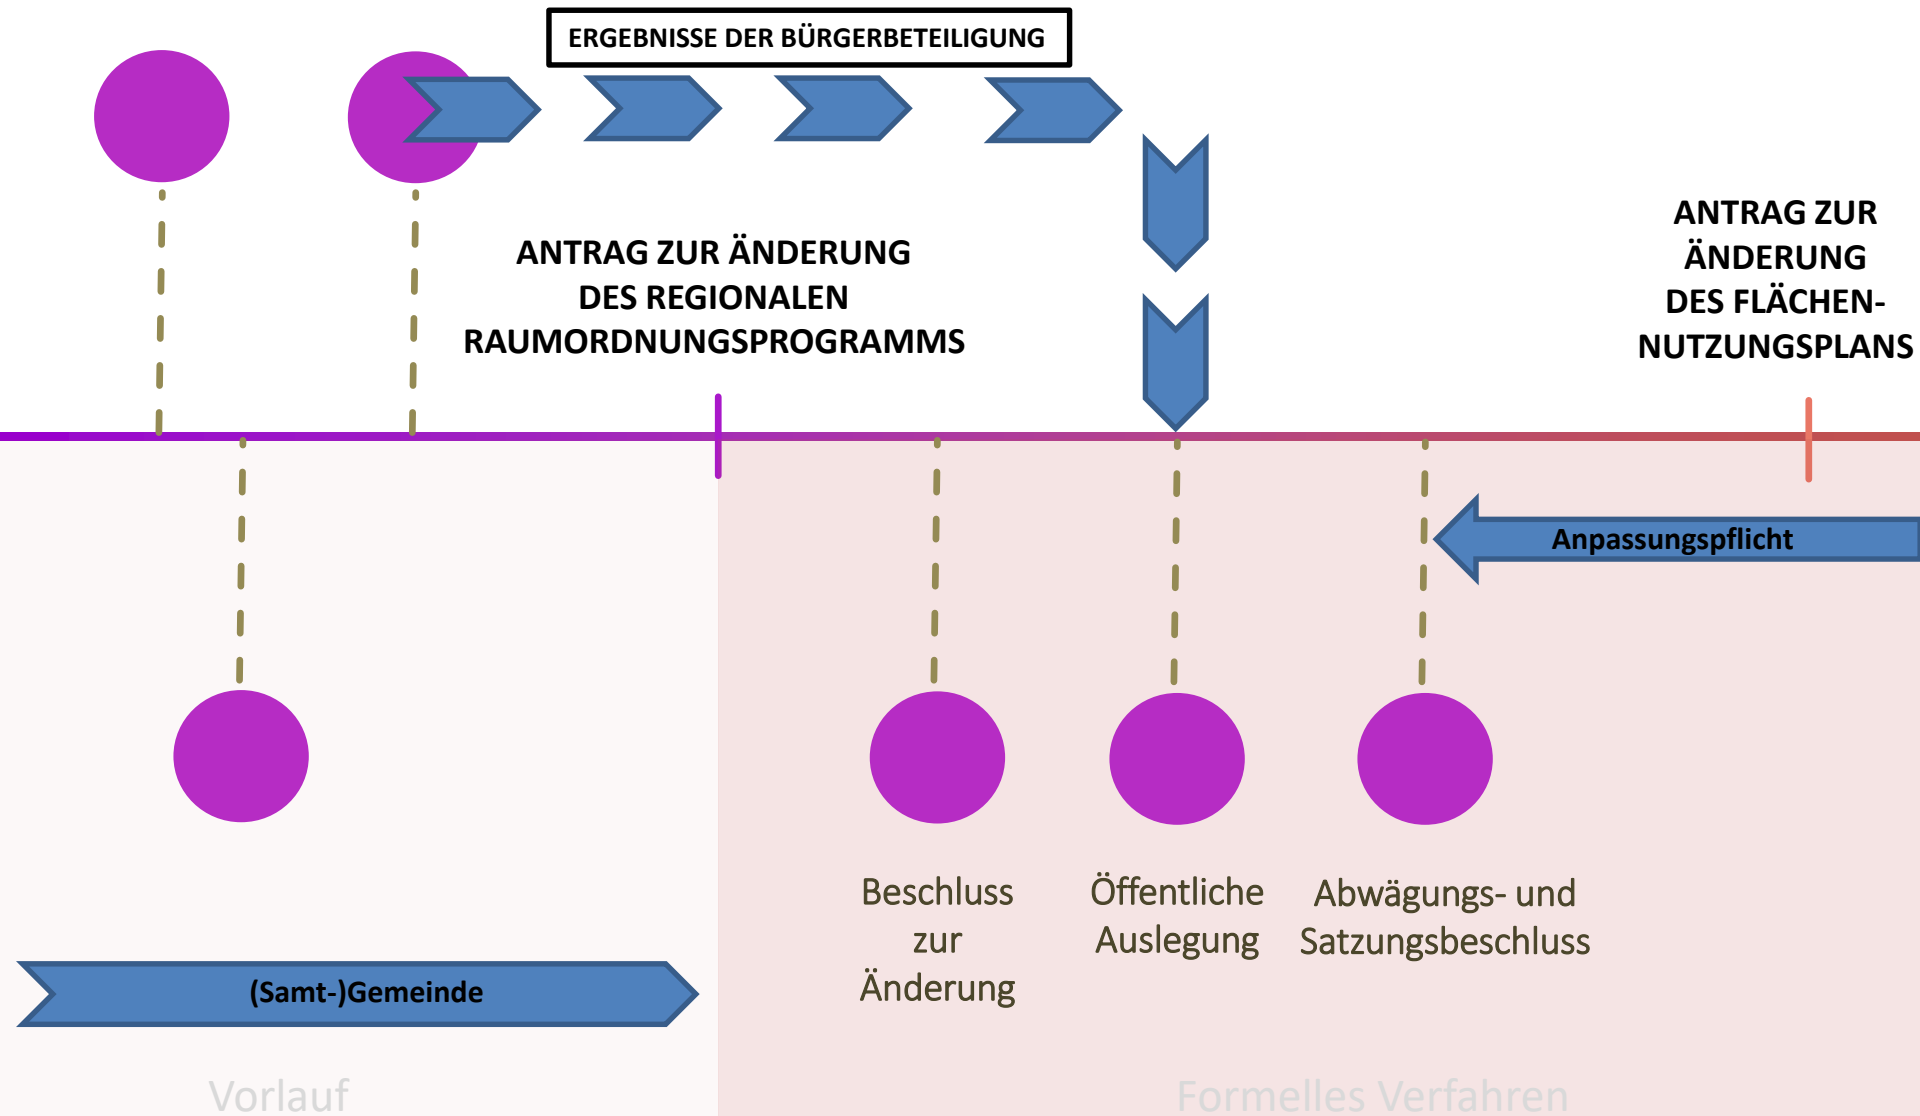 ERGEBNISSE DER BÜRGERBETEILIGUNG
ANTRAG ZUR ÄNDERUNG
DES REGIONALEN
RAUMORDNUNGSPROGRAMMS
ANTRAG ZUR
ÄNDERUNG
DES FLÄCHEN-
NUTZUNGSPLANS
Anpassungspflicht
Beschluss
zur
Änderung
Öffentliche
Auslegung
Abwägungs- und
Satzungsbeschluss
(Samt-)Gemeinde
Vorlauf
Formelles Verfahren